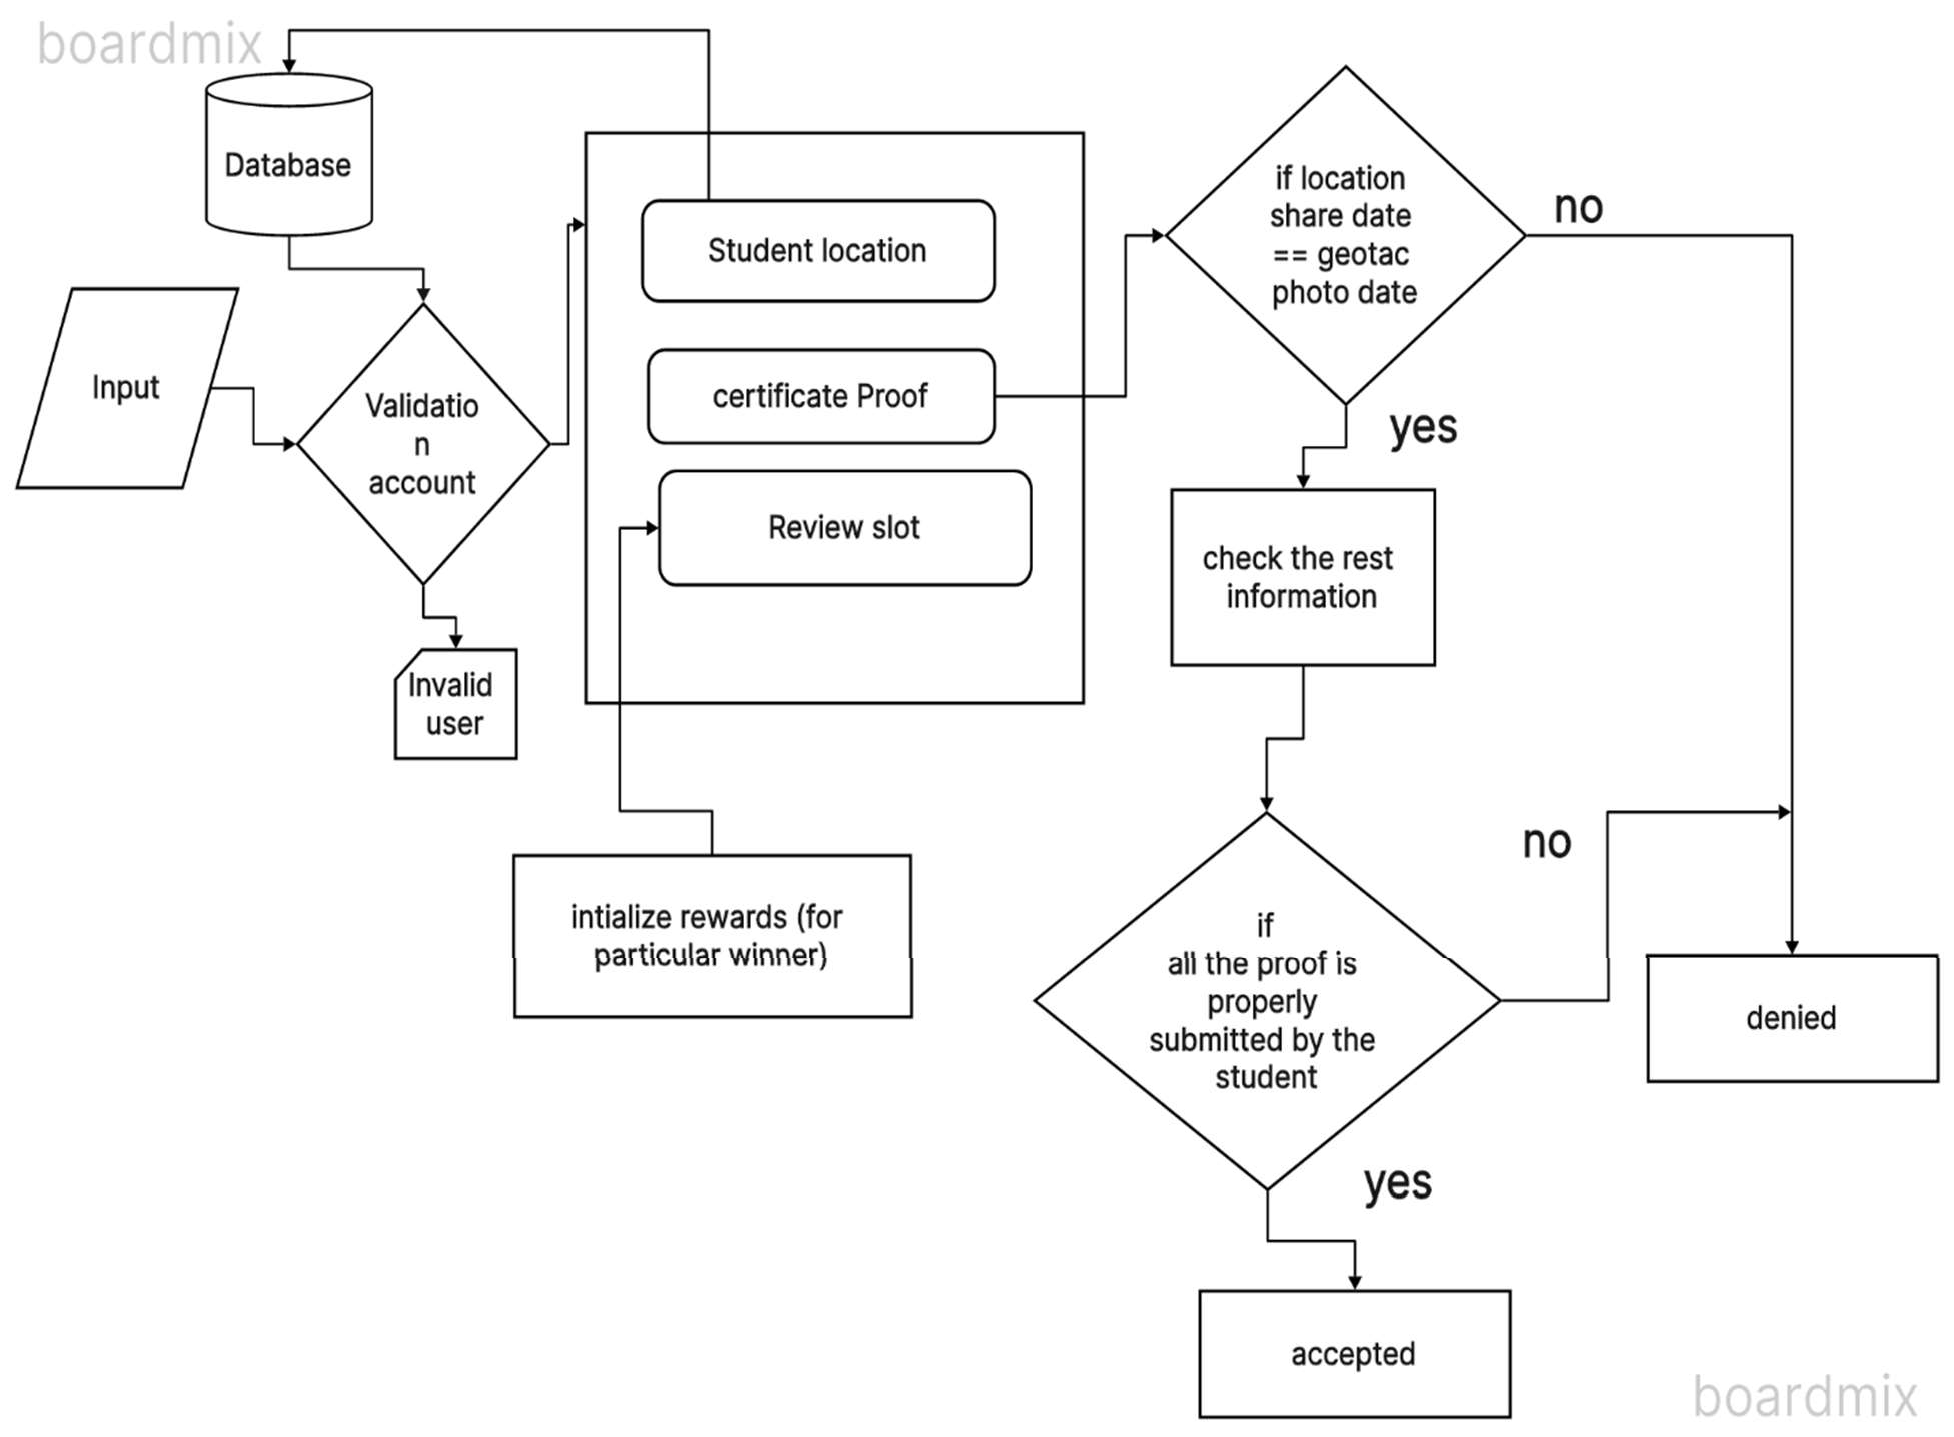 boardmix
Database
Input
Validatio
n
account
Invalid
user
Student location
certificate Proof
Review slot
intialize rewards (for
particular winner)
if location
share date
== geotac
photo date
no
yes
check the rest
information
if
all the proof is
properly
submitted by the
student
no
denied
yes
accepted
boardmix